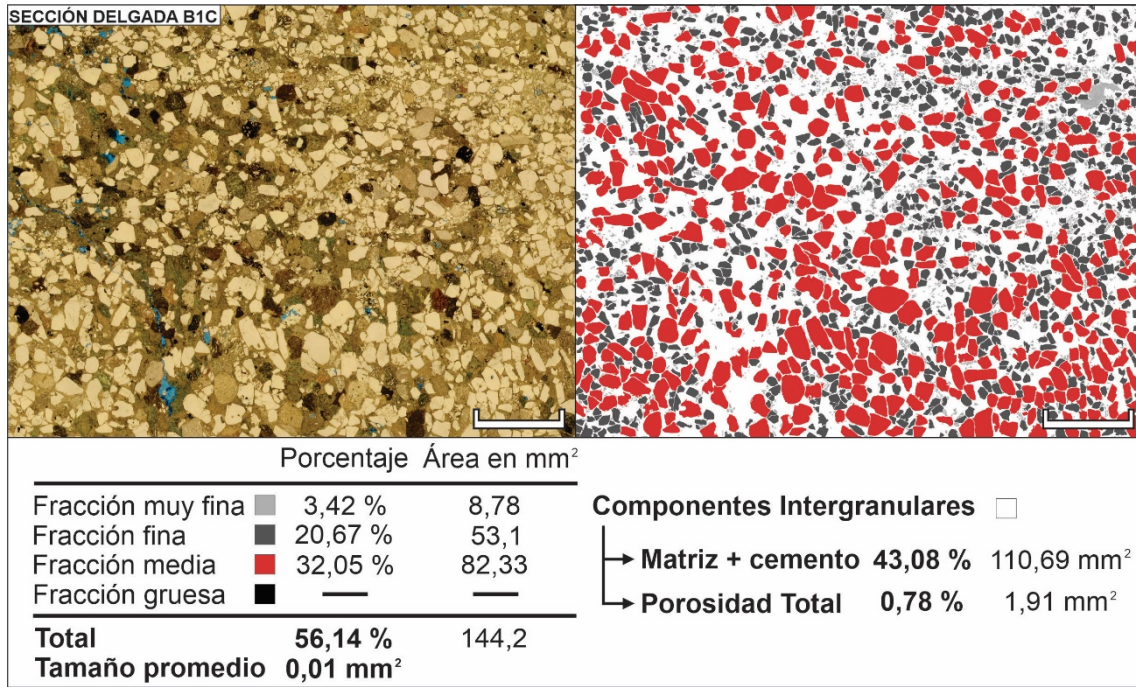 SECCIÓN DELGADA B1C
Porcentaje Área en mm²
Fracción muy fina 3,42 % 8,78
Fracción fina 20,67 % 53,1
Fracción media 32,05 % 82,33
Fracción gruesa — —
Total 56,14 % 144,2
Tamaño promedio 0,01 mm²
Componentes Intergranulares
Matriz + cemento 43,08 % 110,69 mm²
Porosidad Total 0,78 % 1,91 mm²